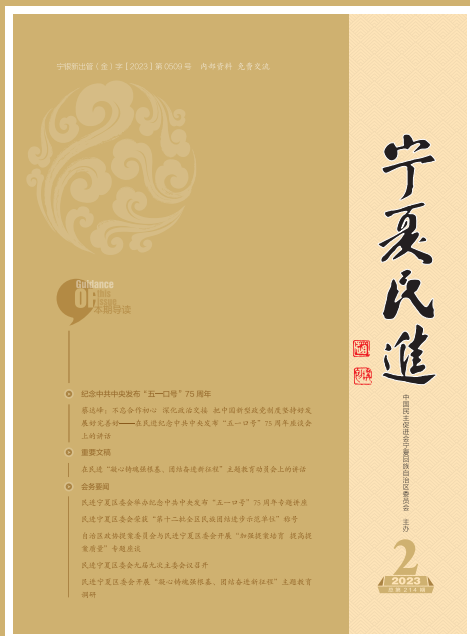 宁银新出管(金)字[2023]第0509号 内部资料 免费交流
宁夏民進
中国民主促进会宁夏回族自治区委员会 主办
2
2023
Guidance
OF this issue
本期导读
纪念中共中央发布“五一口号”75周年
蔡达峰：不忘合作初心 深化政治交接 把中国新型政党制度坚持好发
展好完善好——在民进纪念中共中央发布“五一口号”75周年座谈会
上的讲话
重要文稿
在民进“凝心铸魂强根基、团结奋进新征程”主题教育动员会上的讲话
会务要闻
民进宁夏区委会举办纪念中共中央发布“五一口号”75周年专题讲座
民进宁夏区委会荣获“第十二批全区民族团结进步示范单位”称号
自治区政协提案委员会与民进宁夏区委会开展“加强提案培育 提高提
案质量”专题座谈
民进宁夏区委会九届九次主委会议召开
民进宁夏区委会开展“凝心铸魂强根基、团结奋进新征程”主题教育
调研